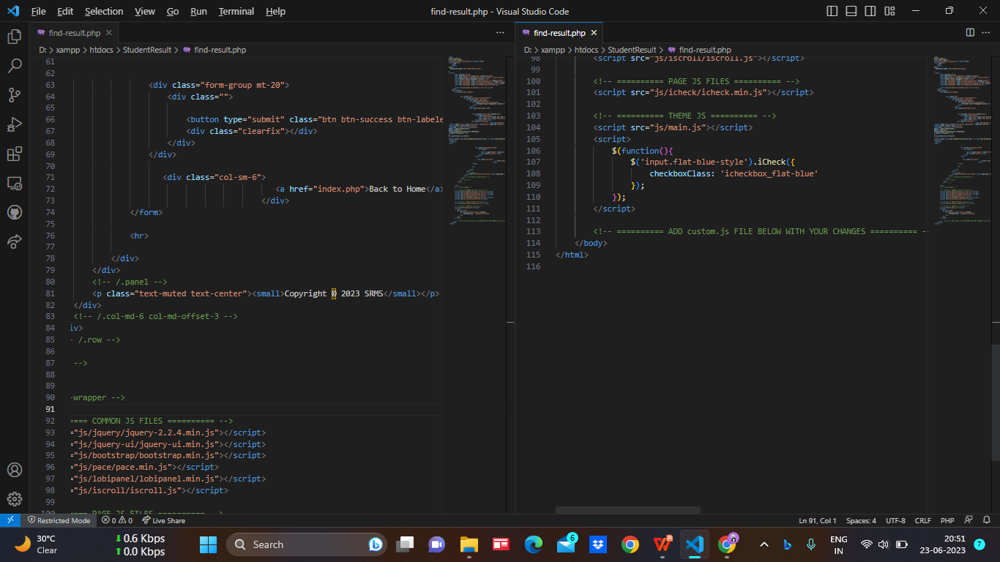 File Edit Selection View Go Run Terminal Help
find-result.php - Visual Studio Code
find-result.php
D: > xampp > htdocs > StudentResult > find-result.php
61
62
63 <div class="form-group mt-20">
64 <div class="">
65
66 <button type="submit" class="btn btn-success btn-labele
67 <div class="clearfix"></div>
68 </div>
69 </div>
70
71 <div class="col-sm-6">
72 <a href="index.php">Back to Home</a>
73 </div>
74 </form>
75
76 <hr>
77
78 </div>
79 </div>
80 <!-- /.panel -->
81 <p class="text-muted text-center"><small>Copyright @ 2023 SRMS</small></p>
82 </div>
83 <!-- /.col-md-6 col-md-offset-3 -->
84 iv>
85 - /.row -->
86
87 -->
88
89
90 -wrapper -->
91
92 ==== COMMON JS FILES ========== -->
93 ="js/jquery/jquery-2.2.4.min.js"></script>
94 ="js/jquery-ui/jquery-ui.min.js"></script>
95 ="js/bootstrap/bootstrap.min.js"></script>
96 ="js/pace/pace.min.js"></script>
97 ="js/lobipanel/lobipanel.min.js"></script>
98 ="js/iscroll/iscroll.js"></script>
99
100 ==== PAGE JS FILES ========== -->
find-result.php
D: > xampp > htdocs > StudentResult > find-result.php
98 <script src="js/iscroll/iscroll.js"></script>
99
100 <!-- ========== PAGE JS FILES ========== -->
101 <script src="js/icheck/icheck.min.js"></script>
102
103 <!-- ========== THEME JS ========== -->
104 <script src="js/main.js"></script>
105 <script>
106 $(function(){
107 $('input.flat-blue-style').iCheck({
108 checkboxClass: 'icheckbox_flat-blue'
109 });
110 });
111 </script>
112
113 <!-- ========== ADD custom.js FILE BELOW WITH YOUR CHANGES ========== -
114 </body>
115 </html>
116
Restricted Mode 0 0 Live Share
Ln 91, Col 1 Spaces: 4 UTF-8 CRLF PHP
30°C
Clear
0.6 Kbps
0.0 Kbps
Search
6
ENG
IN
20:51
23-06-2023
7